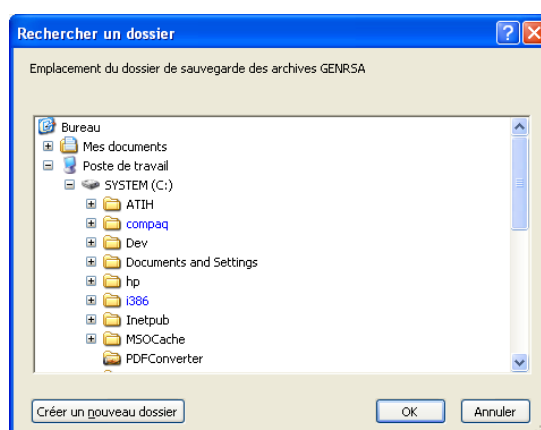 Rechercher un dossier
Emplacement du dossier de sauvegarde des archives GENRSA
Bureau
Mes documents
Poste de travail
SYSTEM (C:)
ATIH
compaq
Dev
Documents and Settings
hp
i386
Inetpub
MSOCache
PDFConverter
Créer un nouveau dossier OK Annuler